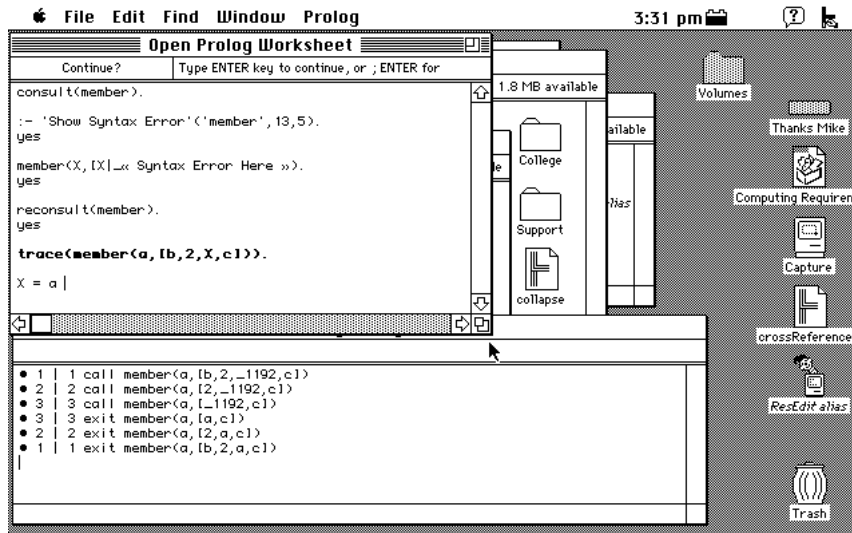 File Edit Find Window Prolog 3:31 pm
Open Prolog Worksheet
Continue? Type ENTER key to continue, or ; ENTER for
consult(member).
:- 'Show Syntax Error'('member',13,5).
yes
member(X,[X|_« Syntax Error Here »).
yes
reconsult(member).
yes
trace(member(a,[b,2,X,c])).
X = a
1.8 MB available
ailable
le
College
lias
Support
collapse
● 1 | 1 call member(a,[b,2,_1192,c])
● 2 | 2 call member(a,[2,_1192,c])
● 3 | 3 call member(a,[_1192,c])
● 3 | 3 exit member(a,[a,c])
● 2 | 2 exit member(a,[2,a,c])
● 1 | 1 exit member(a,[b,2,a,c])
Volumes
Thanks Mike
Computing Requirem
Capture
crossReference
ResEdit alias
Trash